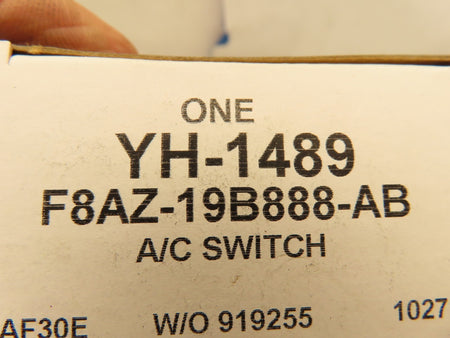 ONE
YH-1489
F8AZ-19B888-AB
A/C SWITCH
AF30E W/O 919255 1027